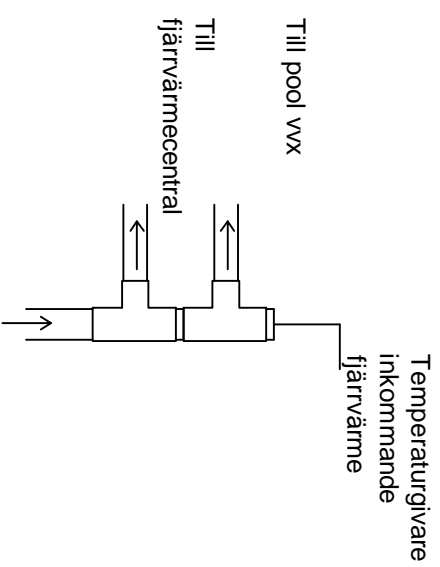 Till pool vvx
Till
fjärrvärmecentral
Temperaturgivare
inkommande
fjärrvärme